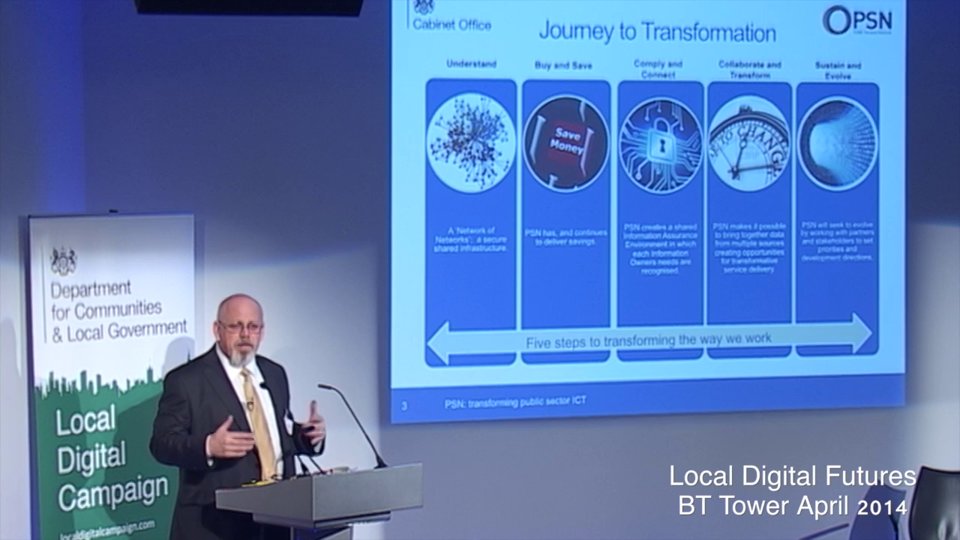 Cabinet Office
PSN
Journey to Transformation
Understand
Buy and Save
Comply and
Connect
Collaborate and
Transform
Sustain and
Evolve
Save
Money
CHANGE
A 'Network of
Networks'; a secure
shared infrastructure.
PSN has, and continues
to deliver savings.
PSN creates a shared
Information Assurance
Environment in which
each Information
Owners needs are
recognised.
PSN makes it possible
to bring together data
from multiple sources
creating opportunities
for transformative
service delivery.
PSN will seek to evolve
by working with partners
and stakeholders to set
priorities and
development directions.
Five steps to transforming the way we work
3
PSN: transforming public sector ICT
Department
for Communities
& Local Government
Local
Digital
Campaign
localdigitalcampaign.com
Local Digital Futures
BT Tower April 2014